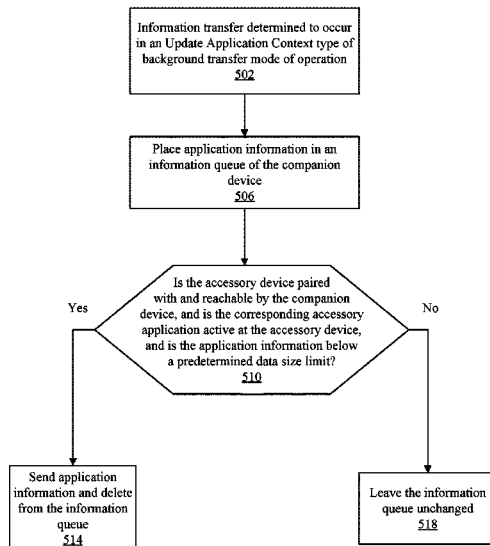 Information transfer determined to occur
in an Update Application Context type of
background transfer mode of operation
502
Place application information in an
information queue of the companion
device
506
Is the accessory device paired
with and reachable by the companion
device, and is the corresponding accessory
application active at the accessory device,
and is the application information below
a predetermined data size limit?
510
Yes
No
Send application
information and delete
from the information
queue
514
Leave the information
queue unchanged
518